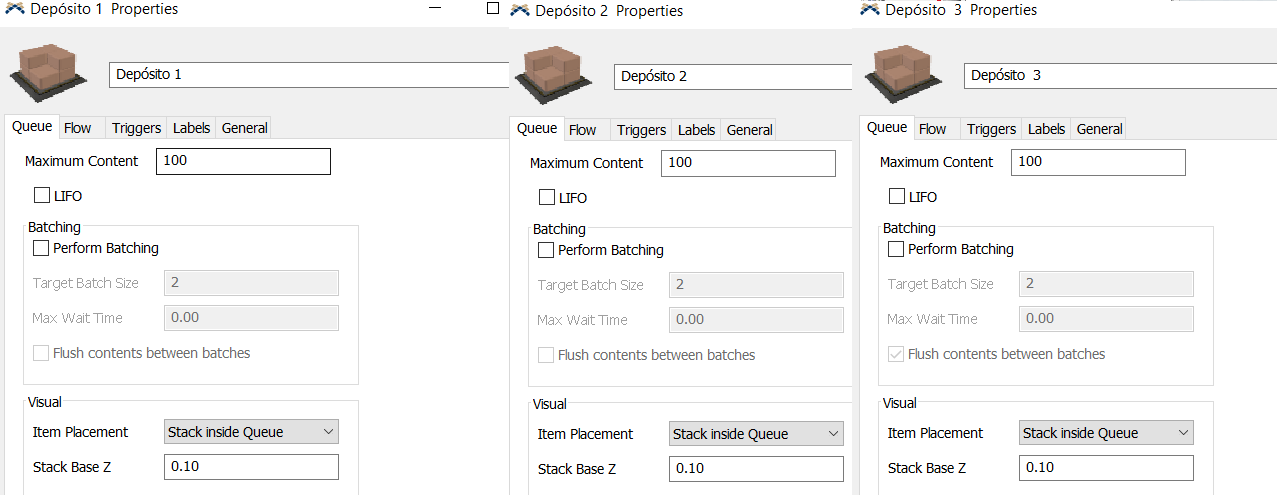 Depósito 1 Properties
Depósito 1
Queue Flow Triggers Labels General
Maximum Content 100
LIFO
Batching
Perform Batching
Target Batch Size 2
Max Wait Time 0.00
Flush contents between batches
Visual
Item Placement Stack inside Queue
Stack Base Z 0.10
Depósito 2 Properties
Depósito 2
Queue Flow Triggers Labels General
Maximum Content 100
LIFO
Batching
Perform Batching
Target Batch Size 2
Max Wait Time 0.00
Flush contents between batches
Visual
Item Placement Stack inside Queue
Stack Base Z 0.10
Depósito 3 Properties
Depósito 3
Queue Flow Triggers Labels General
Maximum Content 100
LIFO
Batching
Perform Batching
Target Batch Size 2
Max Wait Time 0.00
Flush contents between batches
Visual
Item Placement Stack inside Queue
Stack Base Z 0.10